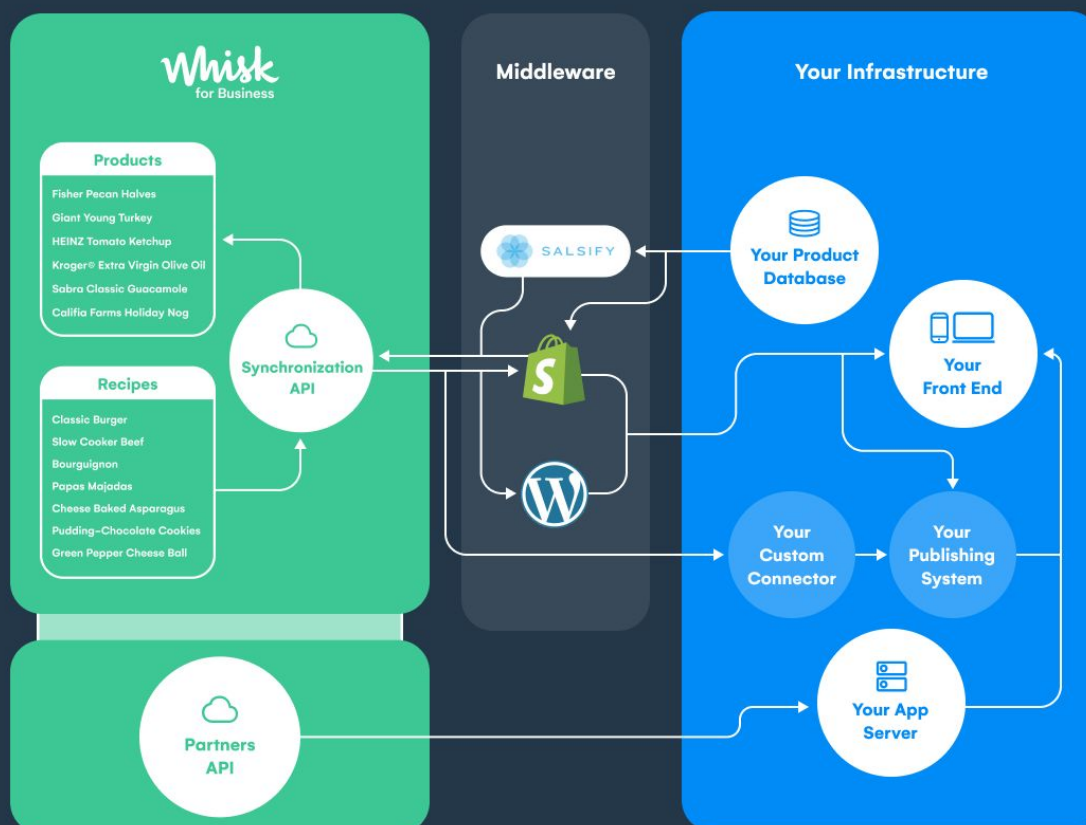 Whisk
for Business
Products
Fisher Pecan Halves
Giant Young Turkey
HEINZ Tomato Ketchup
Kroger® Extra Virgin Olive Oil
Sabra Classic Guacamole
Califia Farms Holiday Nog
Synchronization
API
Recipes
Classic Burger
Slow Cooker Beef
Bourguignon
Papas Majadas
Cheese Baked Asparagus
Pudding-Chocolate Cookies
Green Pepper Cheese Ball
Partners
API
Middleware
SALSIFY
S
W
Your Infrastructure
Your Product
Database
Your
Front End
Your
Custom
Connector
Your
Publishing
System
Your App
Server